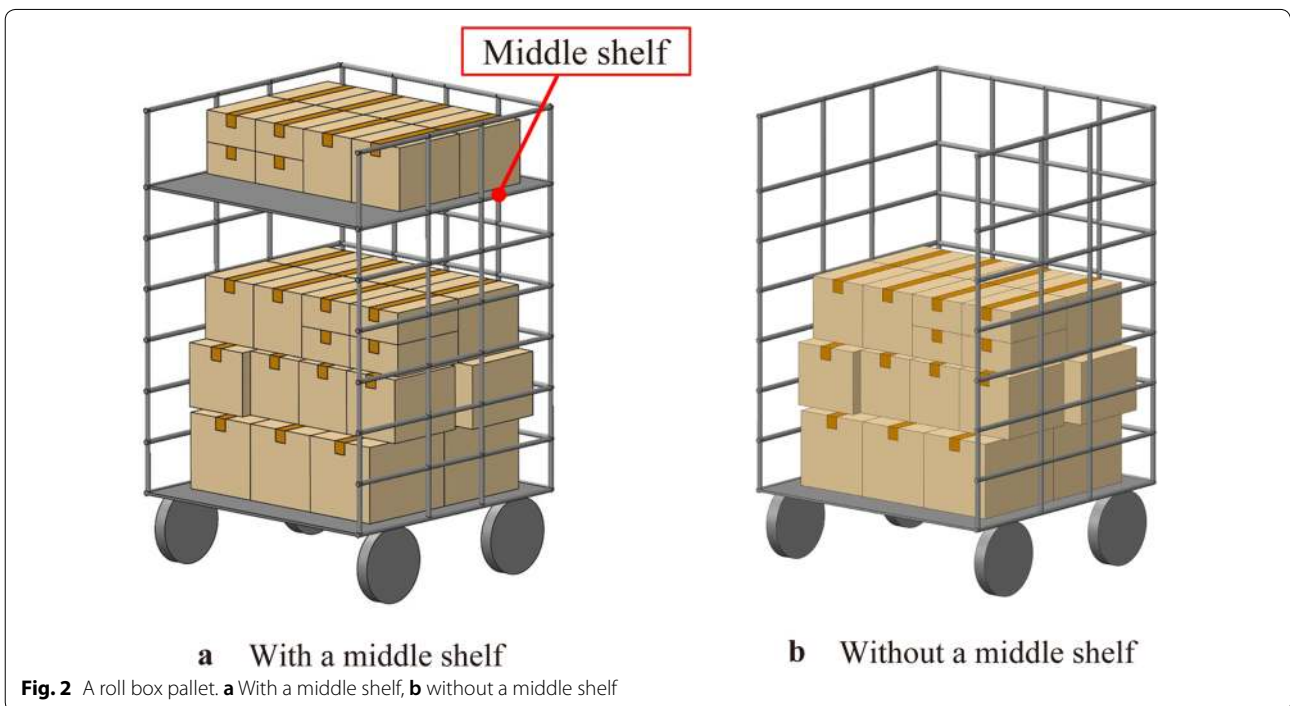 Middle shelf
a With a middle shelf
b Without a middle shelf
Fig. 2 A roll box pallet. a With a middle shelf, b without a middle shelf